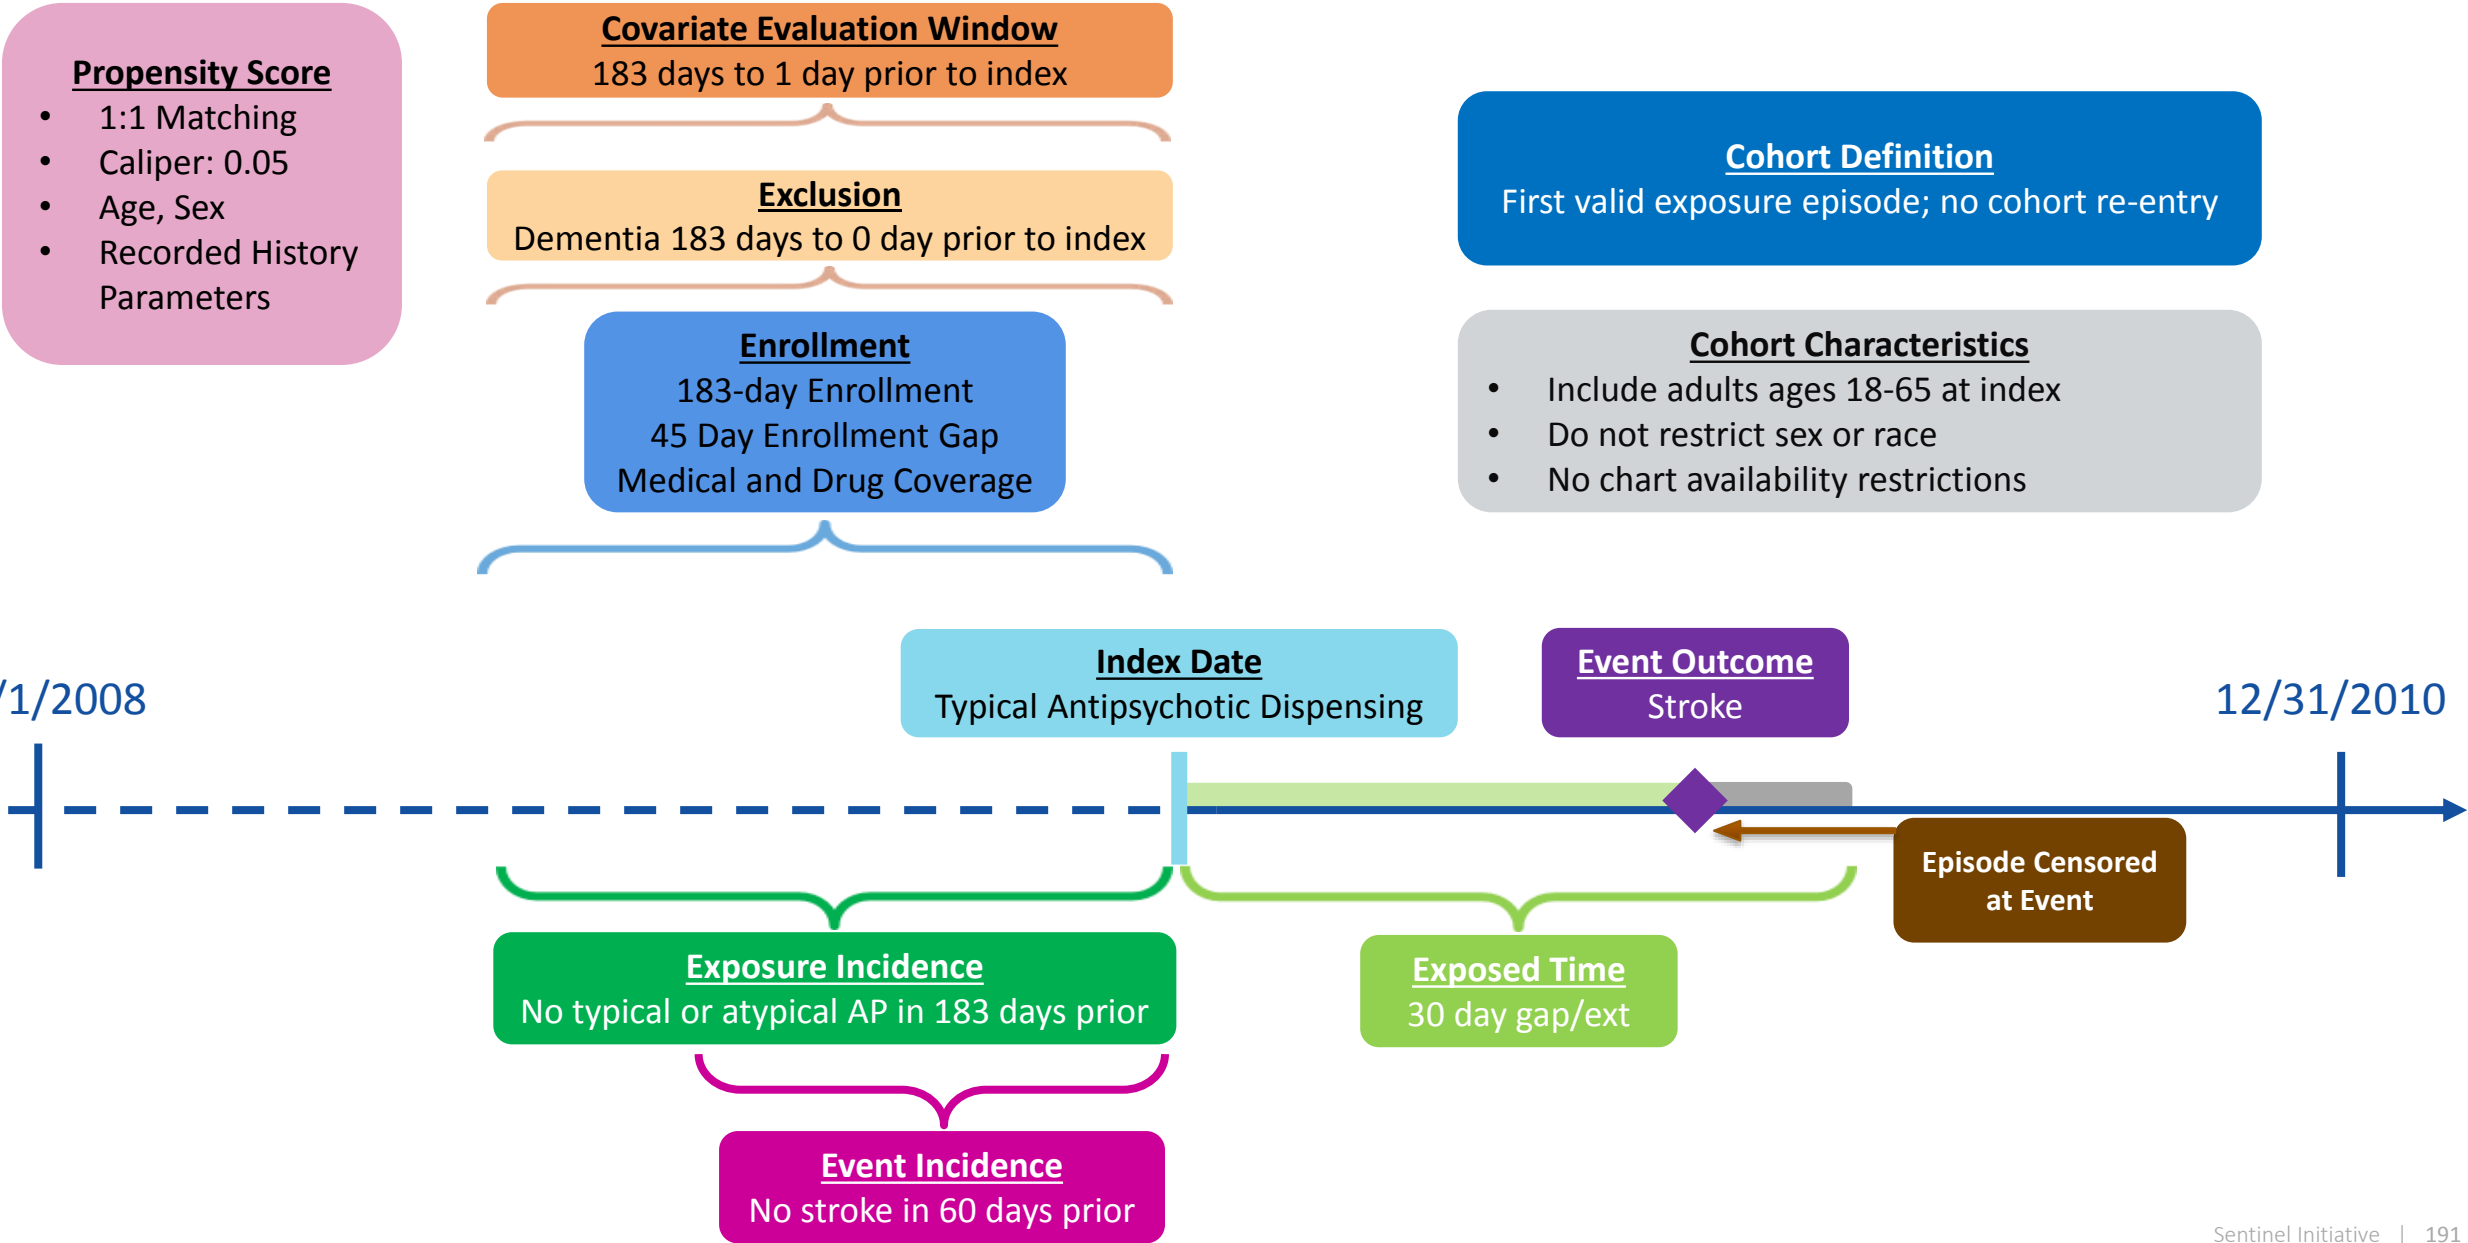 Propensity Score
• 1:1 Matching
• Caliper: 0.05
• Age, Sex
• Recorded History
Parameters
Covariate Evaluation Window
183 days to 1 day prior to index
Exclusion
Dementia 183 days to 0 day prior to index
Enrollment
183-day Enrollment
45 Day Enrollment Gap
Medical and Drug Coverage
Cohort Definition
First valid exposure episode; no cohort re-entry
Cohort Characteristics
• Include adults ages 18-65 at index
• Do not restrict sex or race
• No chart availability restrictions
/1/2008
Index Date
Typical Antipsychotic Dispensing
Event Outcome
Stroke
12/31/2010
Episode Censored
at Event
Exposure Incidence
No typical or atypical AP in 183 days prior
Exposed Time
30 day gap/ext
Event Incidence
No stroke in 60 days prior
Sentinel Initiative | 191